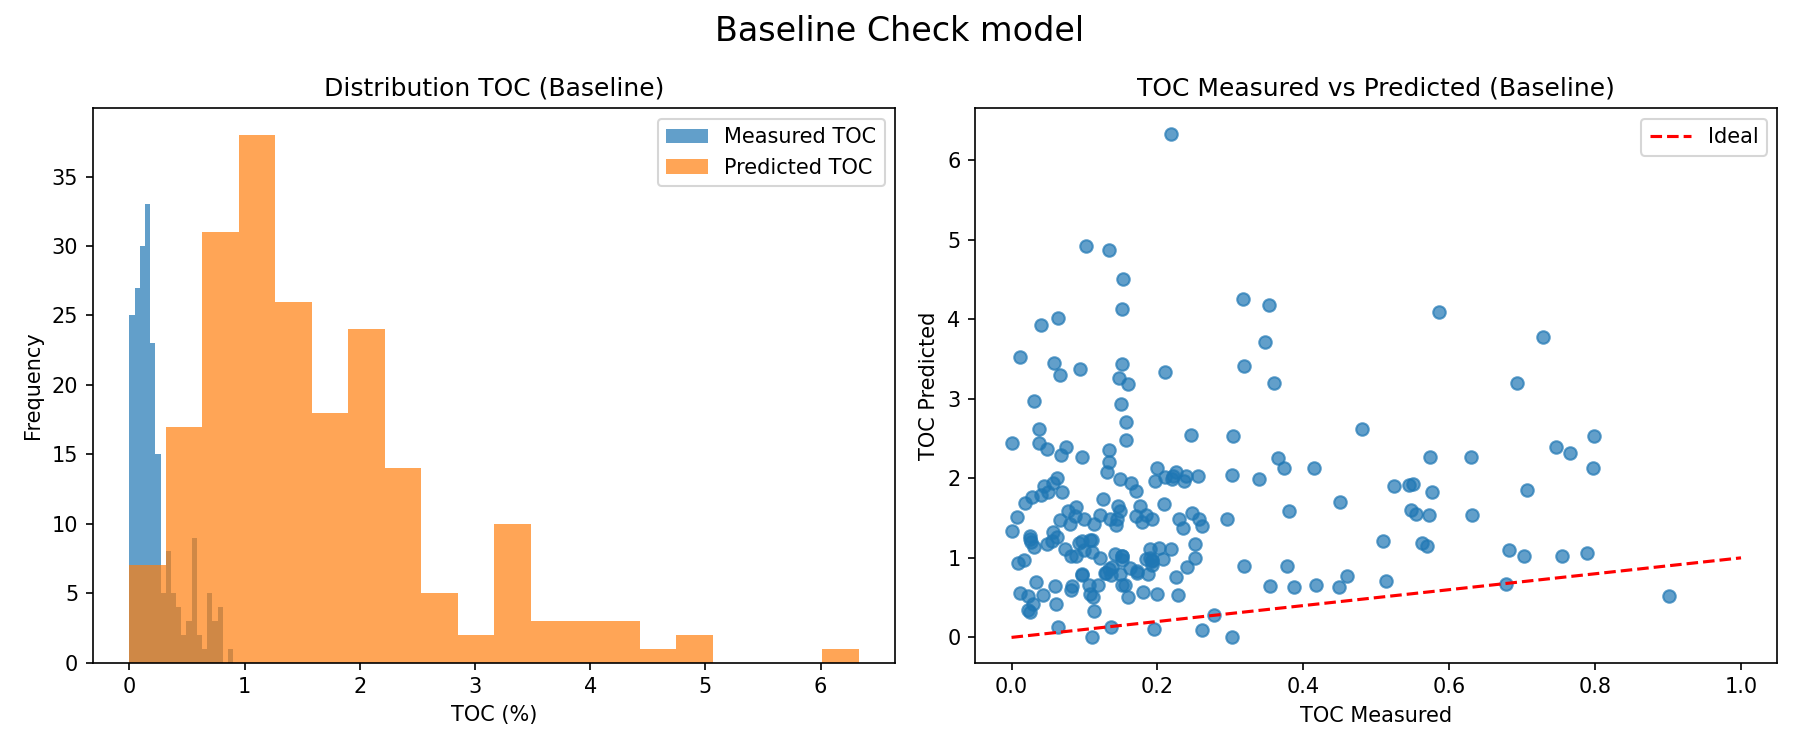 Baseline Check model
Distribution TOC (Baseline)
Measured TOC
Predicted TOC
Frequency
35
30
25
20
15
10
5
0
0 1 2 3 4 5 6
TOC (%)
TOC Measured vs Predicted (Baseline)
Ideal
TOC Predicted
6
5
4
3
2
1
0
0.0 0.2 0.4 0.6 0.8 1.0
TOC Measured